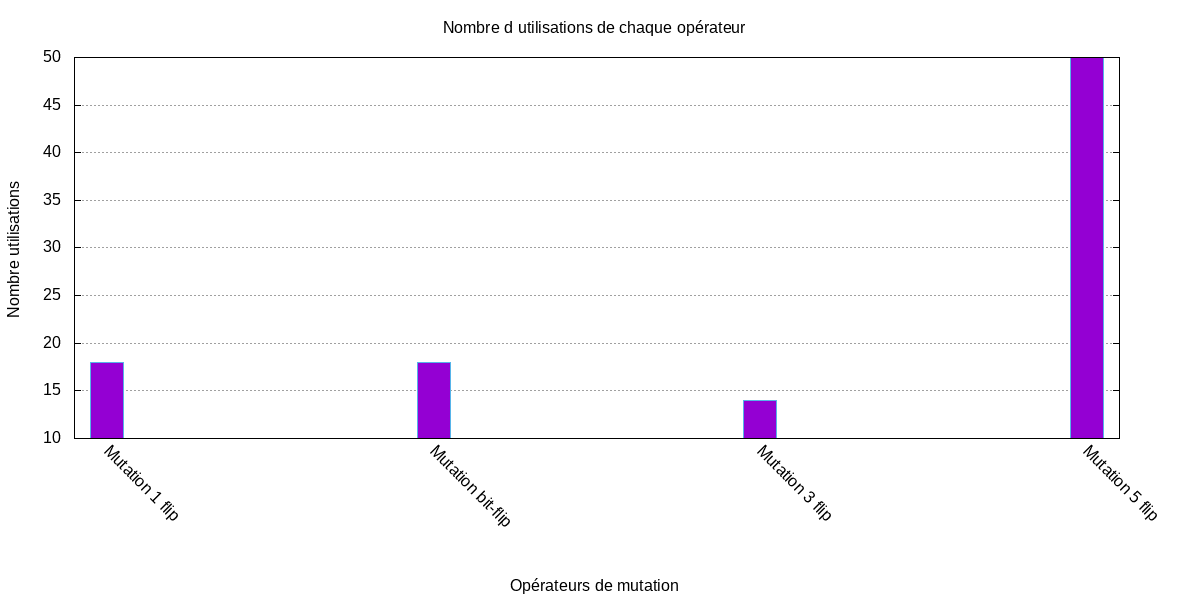 Nombre d utilisations de chaque opérateur
50
45
40
35
30
25
20
15
10
Nombre utilisations
Mutation 1 flip
Mutation bit-flip
Mutation 3 flip
Mutation 5 flip
Opérateurs de mutation